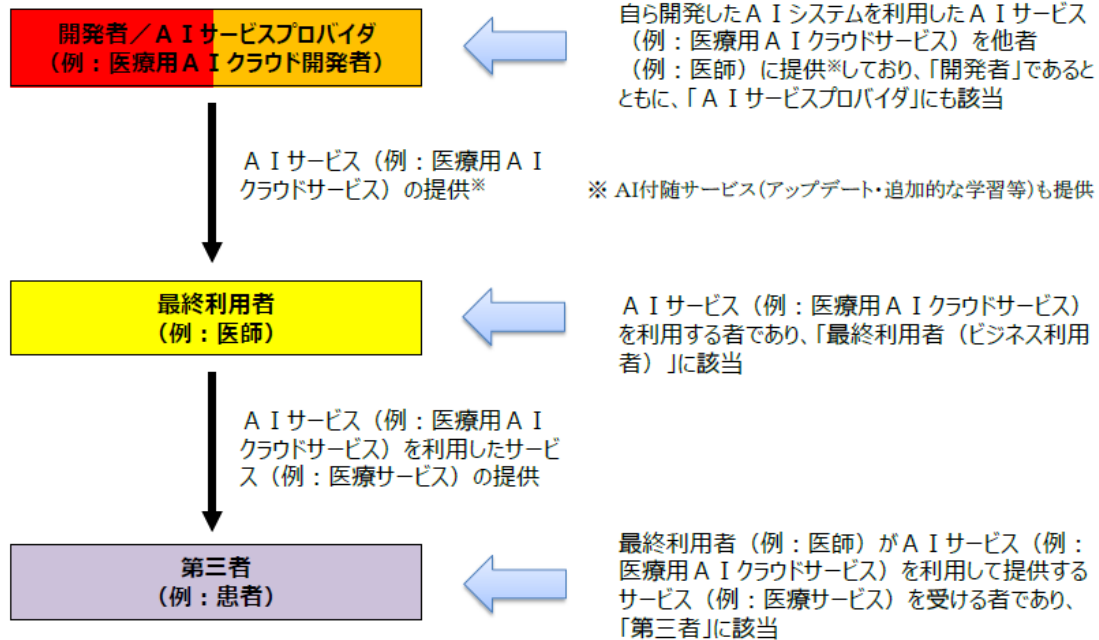 開発者／ＡＩサービスプロバイダ
（例：医療用ＡＩクラウド開発者）
自ら開発したＡＩシステムを利用したＡＩサービス
（例：医療用ＡＩクラウドサービス）を他者
（例：医師）に提供※しており、「開発者」であると
ともに、「ＡＩサービスプロバイダ」にも該当
ＡＩサービス（例：医療用ＡＩ
クラウドサービス）の提供※
※ AI付随サービス(アップデート・追加的な学習等)も提供
最終利用者
（例：医師）
ＡＩサービス（例：医療用ＡＩクラウドサービス）
を利用する者であり、「最終利用者（ビジネス利用
者）」に該当
ＡＩサービス（例：医療用ＡＩ
クラウドサービス）を利用したサービ
ス（例：医療サービス）の提供
第三者
（例：患者）
最終利用者（例：医師）がＡＩサービス（例：
医療用ＡＩクラウドサービス）を利用して提供する
サービス（例：医療サービス）を受ける者であり、
「第三者」に該当